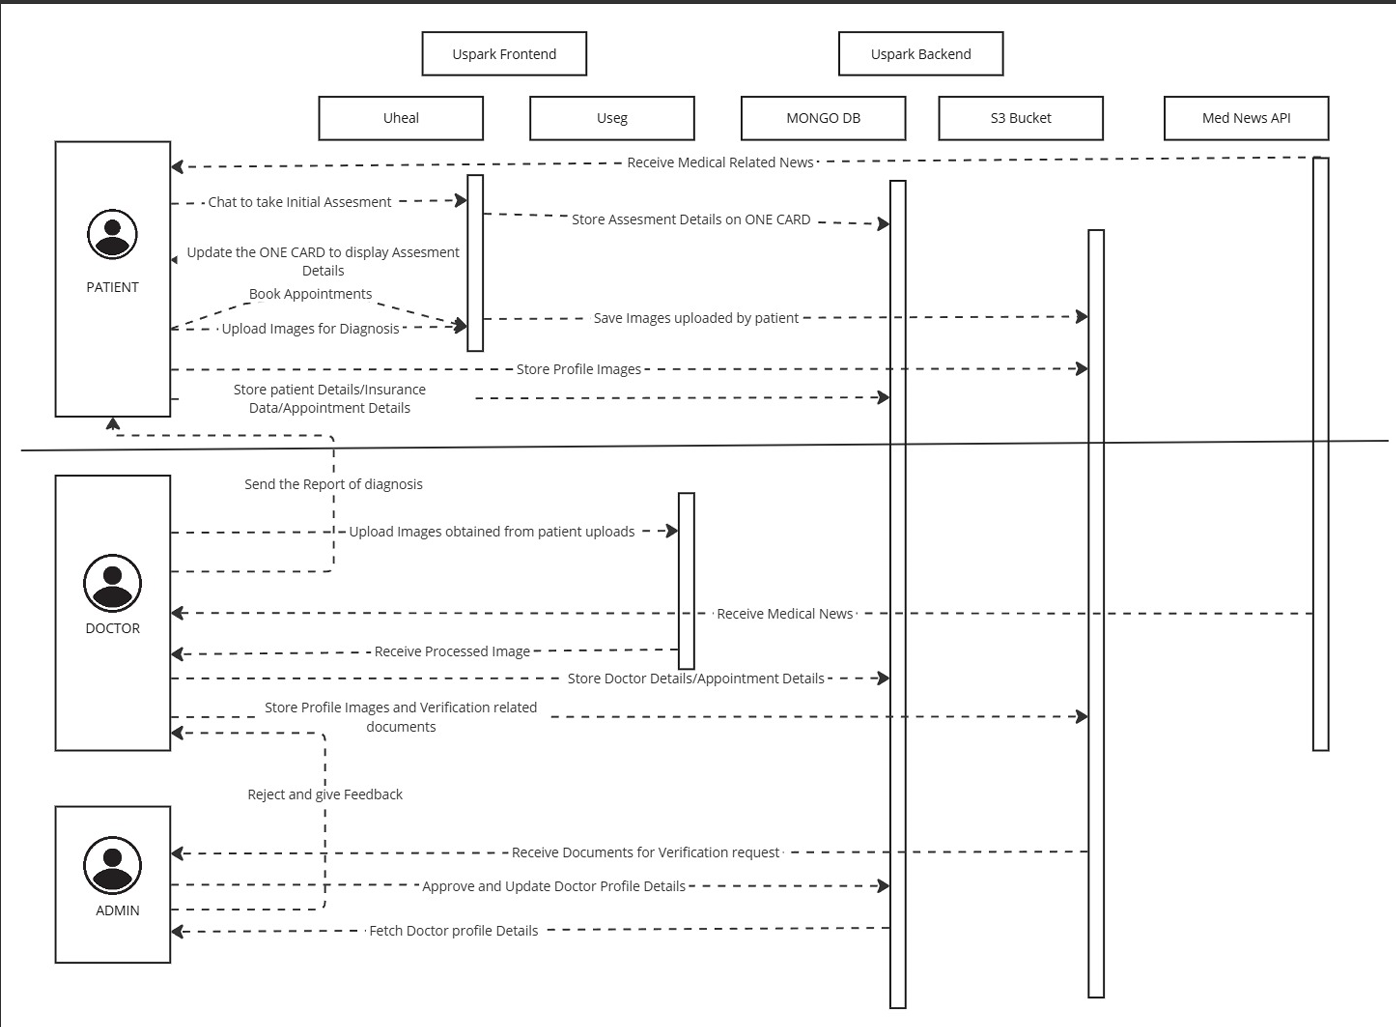 Uspark Frontend
Uspark Backend
Uheal
Useg
MONGO DB
S3 Bucket
Med News API
Receive Medical Related News
Chat to take Initial Assesment
Store Assesment Details on ONE CARD
Update the ONE CARD to display Assesment
Details
PATIENT
Book Appointments
Upload Images for Diagnosis
Save Images uploaded by patient
Store Profile Images
Store patient Details/Insurance
Data/Appointment Details
Send the Report of diagnosis
Upload Images obtained from patient uploads
DOCTOR
Receive Medical News
Receive Processed Image
Store Doctor Details/Appointment Details
Store Profile Images and Verification related
documents
Reject and give Feedback
Receive Documents for Verification request
Approve and Update Doctor Profile Details
ADMIN
Fetch Doctor profile Details